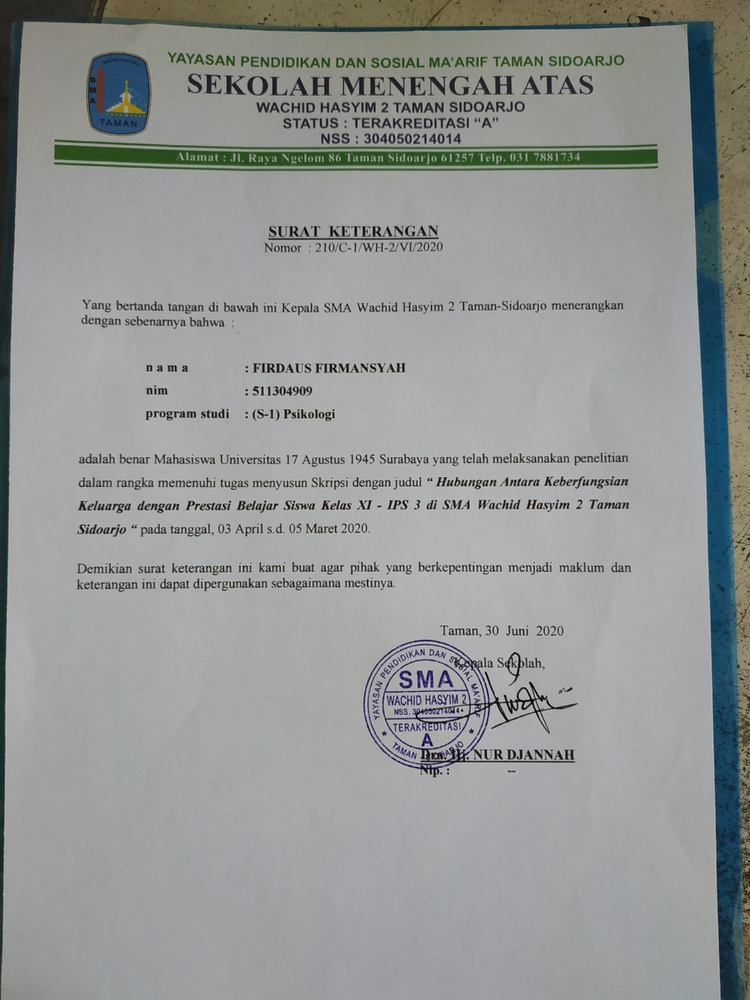 WACHID HASYIM 2
SMA
TAMAN
YAYASAN PENDIDIKAN DAN SOSIAL MA'ARIF TAMAN SIDOARJO
SEKOLAH MENENGAH ATAS
WACHID HASYIM 2 TAMAN SIDOARJO
STATUS : TERAKREDITASI “A”
NSS : 304050214014
Alamat : Jl. Raya Ngelom 86 Taman Sidoarjo 61257 Telp. 031 7881734
SURAT KETERANGAN
Nomor : 210/C-1/WH-2/VI/2020
Yang bertanda tangan di bawah ini Kepala SMA Wachid Hasyim 2 Taman-Sidoarjo menerangkan
dengan sebenarnya bahwa :
n a m a : FIRDAUS FIRMANSYAH
nim : 511304909
program studi : (S-1) Psikologi
adalah benar Mahasiswa Universitas 17 Agustus 1945 Surabaya yang telah melaksanakan penelitian
dalam rangka memenuhi tugas menyusun Skripsi dengan judul “ Hubungan Antara Keberfungsian
Keluarga dengan Prestasi Belajar Siswa Kelas XI - IPS 3 di SMA Wachid Hasyim 2 Taman
Sidoarjo “ pada tanggal, 03 April s.d. 05 Maret 2020.
Demikian surat keterangan ini kami buat agar pihak yang berkepentingan menjadi maklum dan
keterangan ini dapat dipergunakan sebagaimana mestinya.
Taman, 30 Juni 2020
Kepala Sekolah,
YAYASAN PENDIDIKAN DAN SOSIAL MA'ARIF
SMA
WACHID HASYIM 2
NSS. 304050214014
TERAKREDITASI
A
TAMAN SIDOARJO
Dra. Hj. NUR DJANNAH
Nip. : --